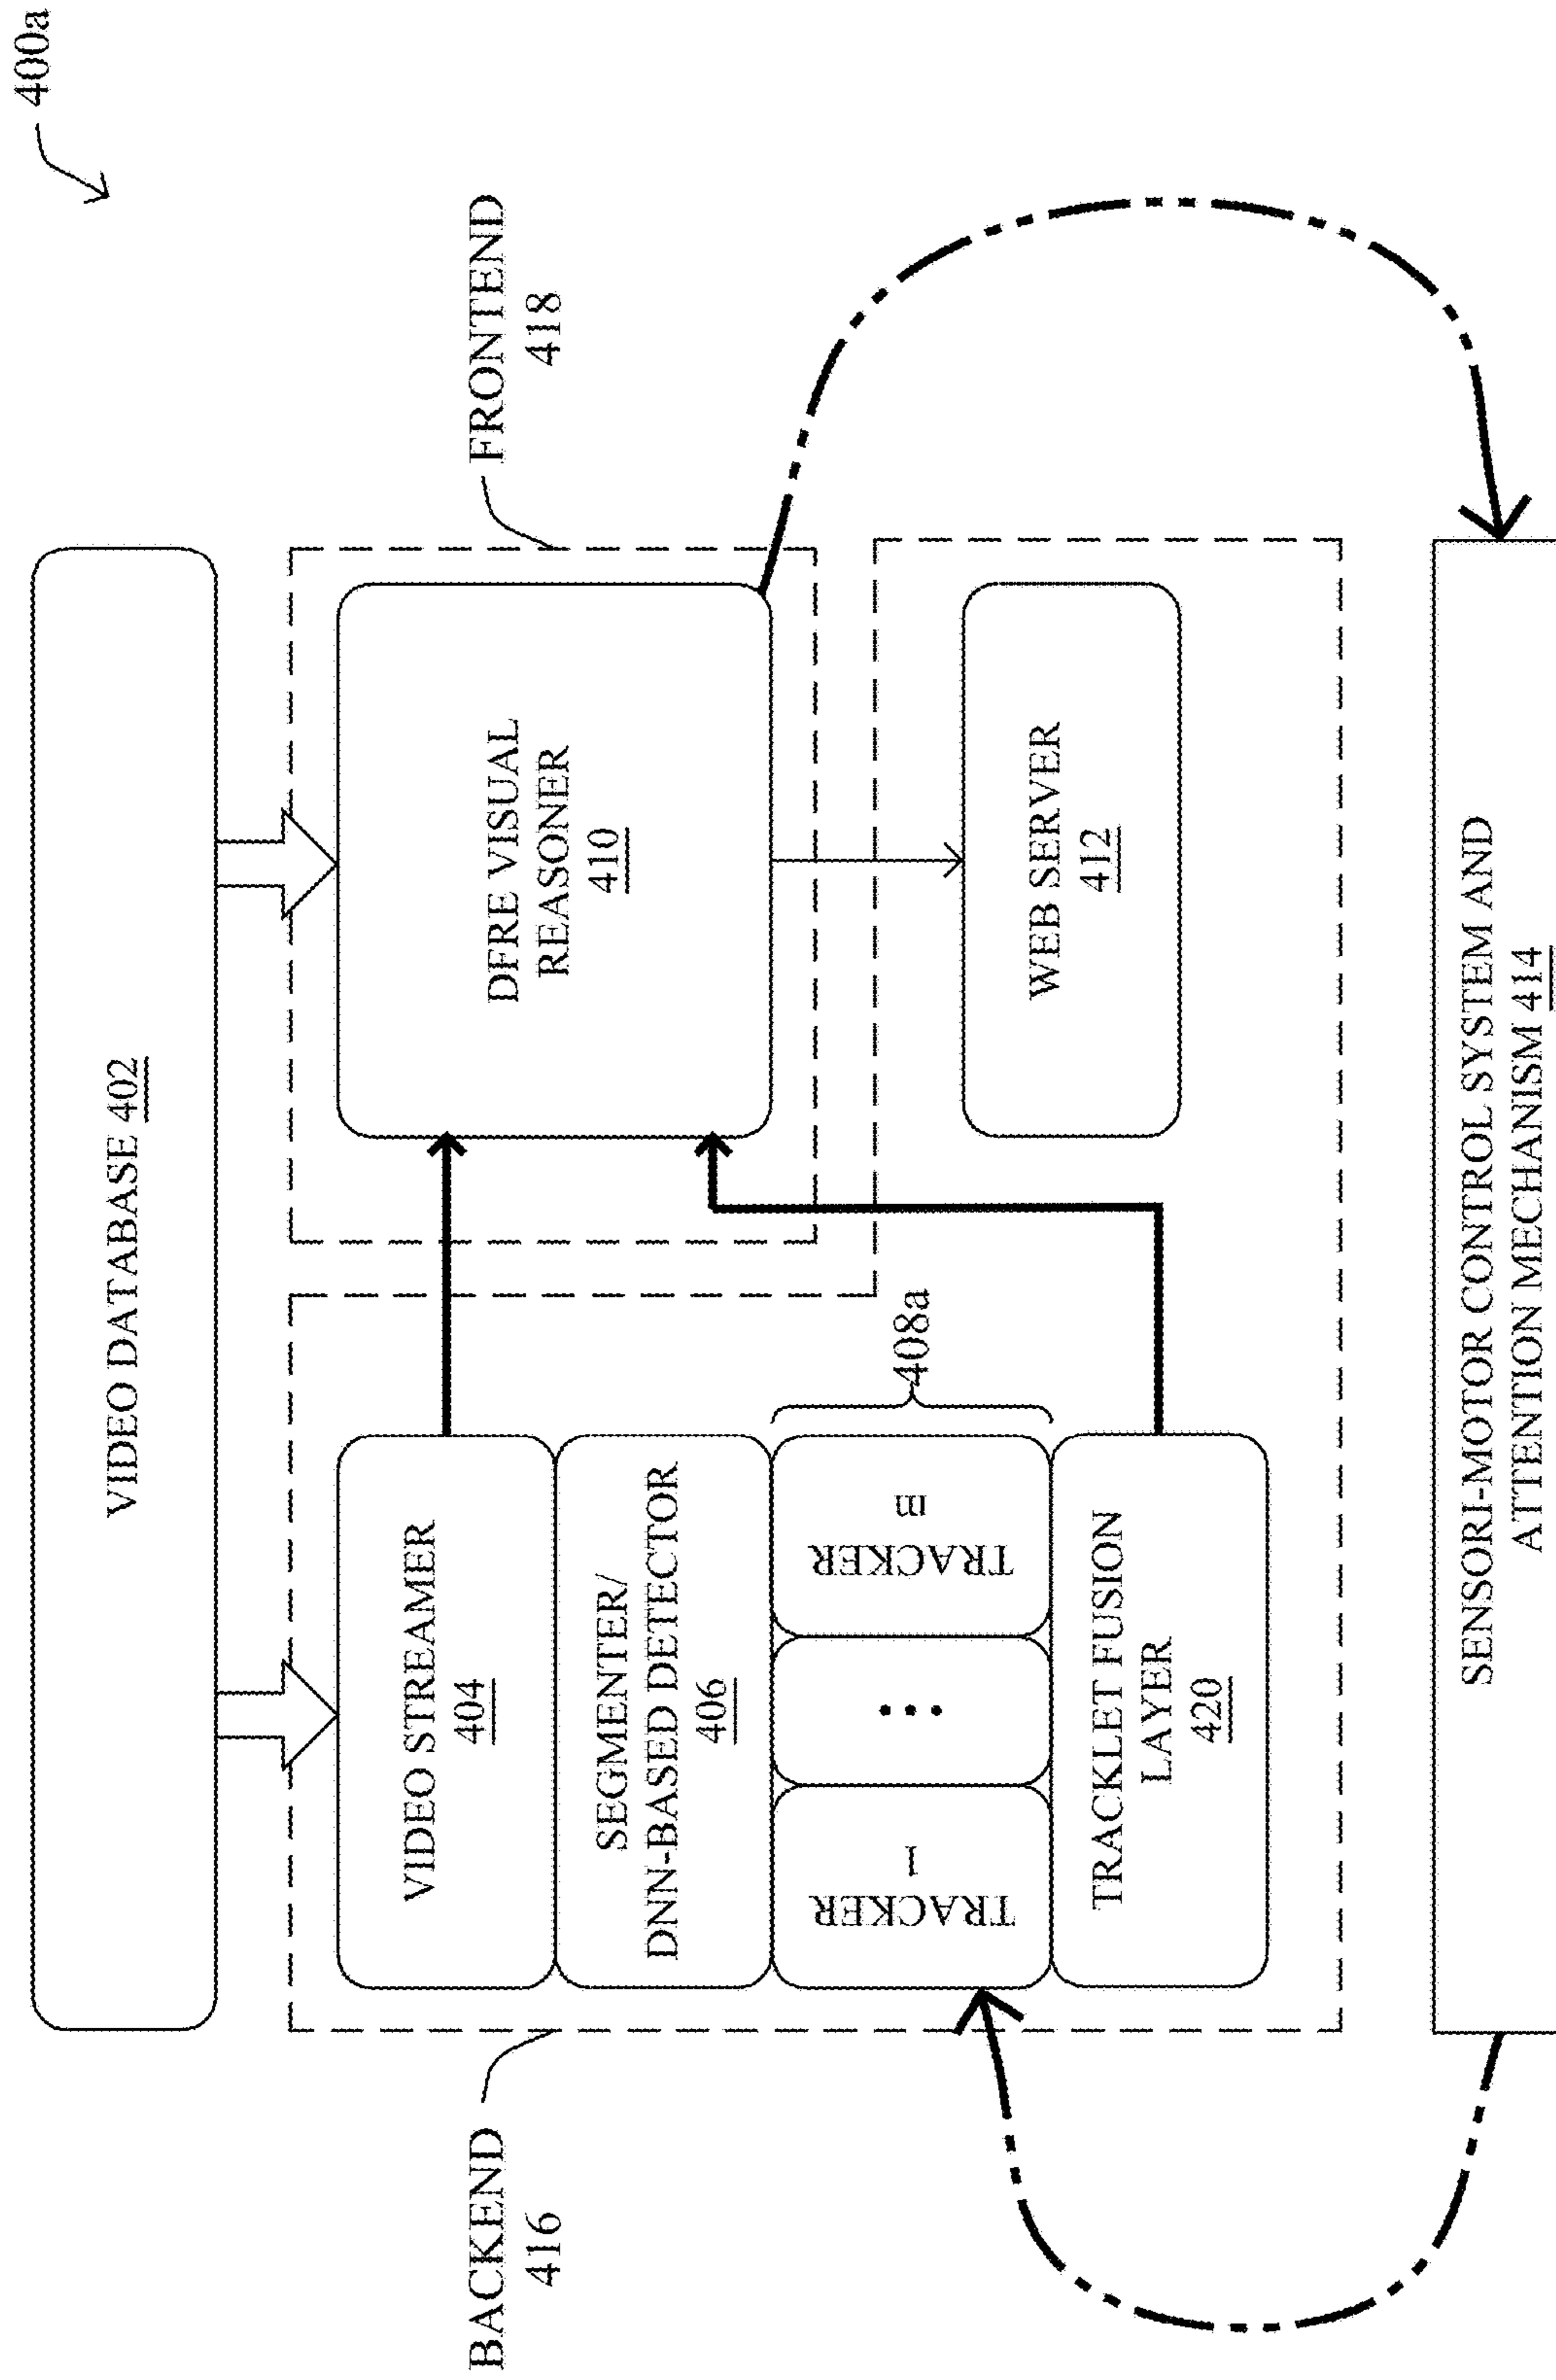 400a
VIDEO DATABASE 402
BACKEND
416
FRONTEND
418
VIDEO STREAMER
404
SEGMENTER/
DNN-BASED DETECTOR
406
TRACKER
1
•••
TRACKER
m
408a
TRACKLET FUSION
LAYER
420
DFRE VISUAL
REASONER
410
WEB SERVER
412
SENSORI-MOTOR CONTROL SYSTEM AND
ATTENTION MECHANISM 414